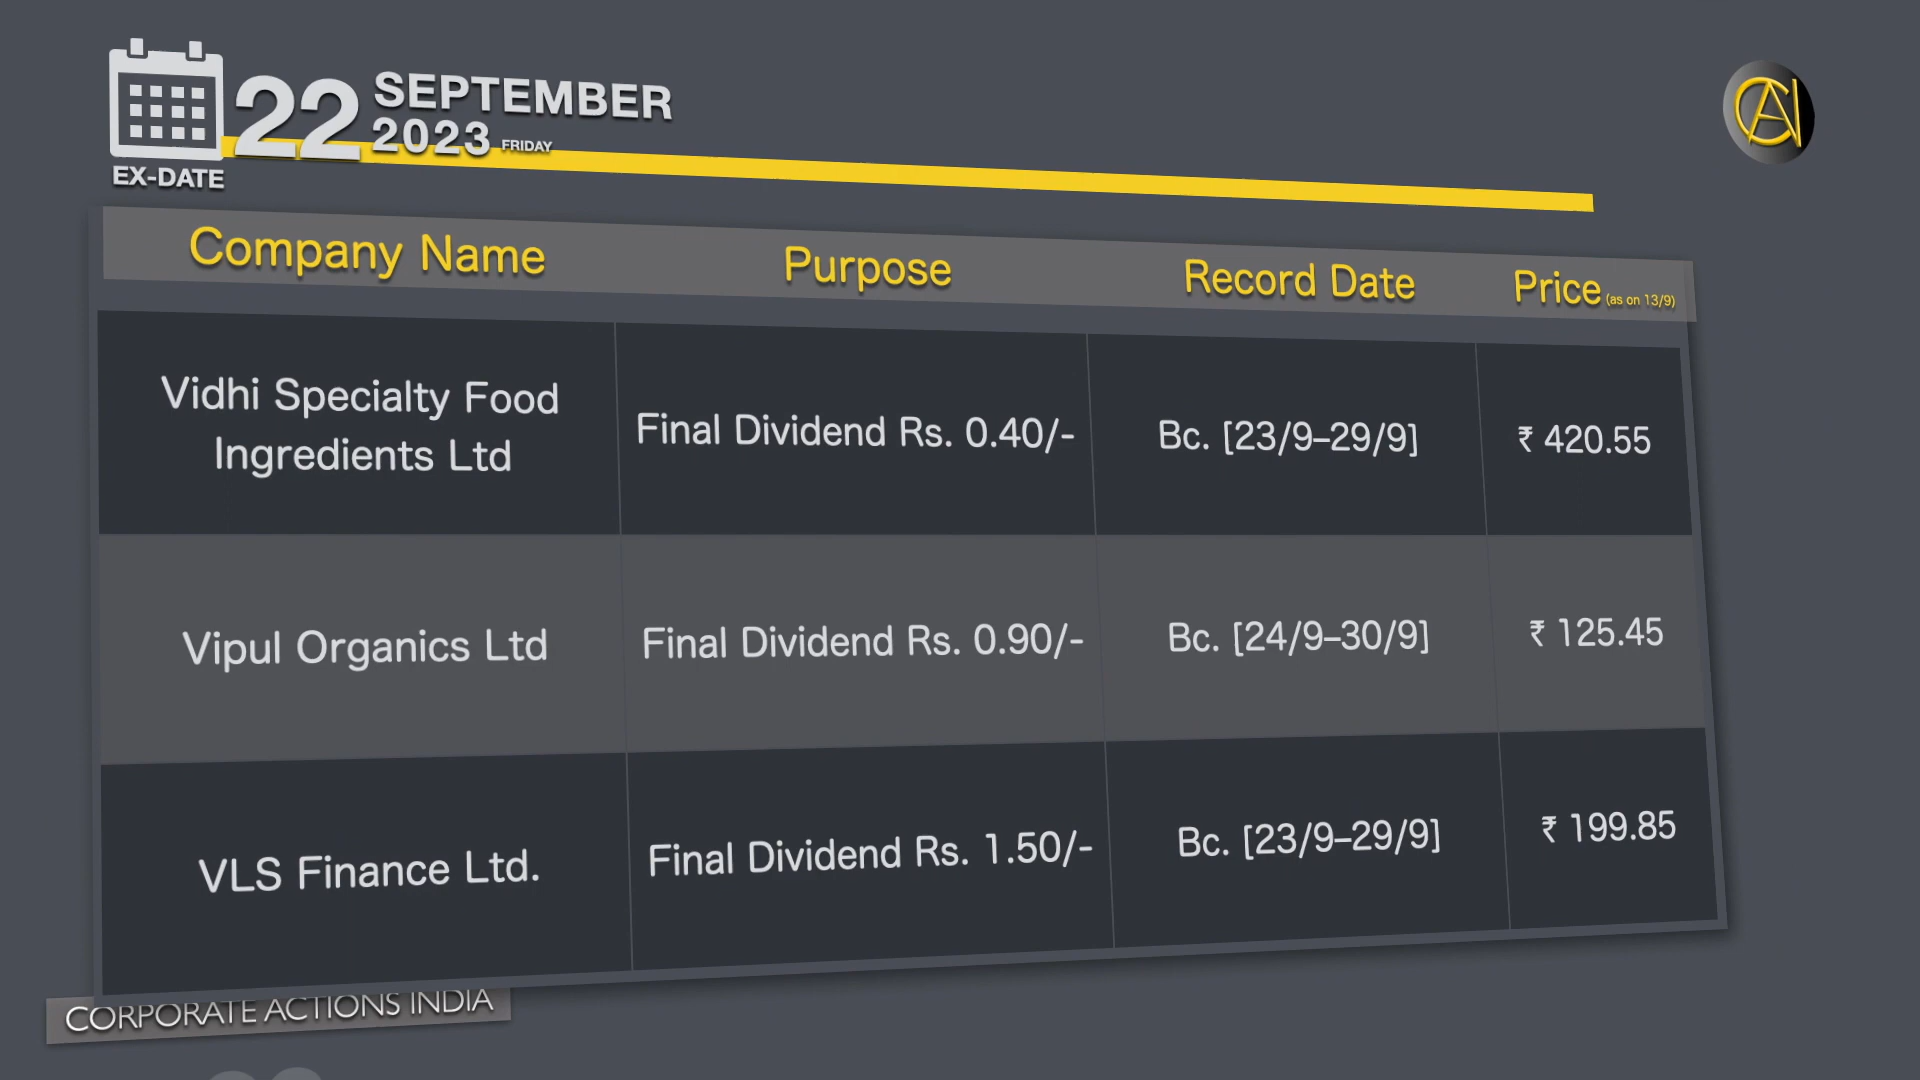 22 SEPTEMBER
2023 FRIDAY
EX-DATE
CAI
Company Name Purpose Record Date Price (as on 13/9)
Vidhi Specialty Food
Ingredients Ltd
Final Dividend Rs. 0.40/- Bc. [23/9–29/9] ₹ 420.55
Vipul Organics Ltd Final Dividend Rs. 0.90/- Bc. [24/9–30/9] ₹ 125.45
VLS Finance Ltd. Final Dividend Rs. 1.50/- Bc. [23/9–29/9] ₹ 199.85
CORPORATE ACTIONS INDIA